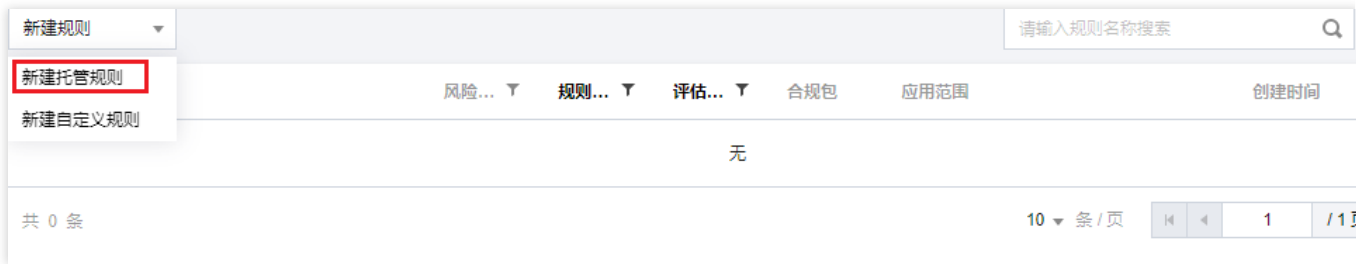 新建规则 请输入规则名称搜索
新建托管规则
风险... 规则... 评估... 合规包 应用范围 创建时间
新建自定义规则
无
共 0 条 10 条 / 页 1 / 1 页